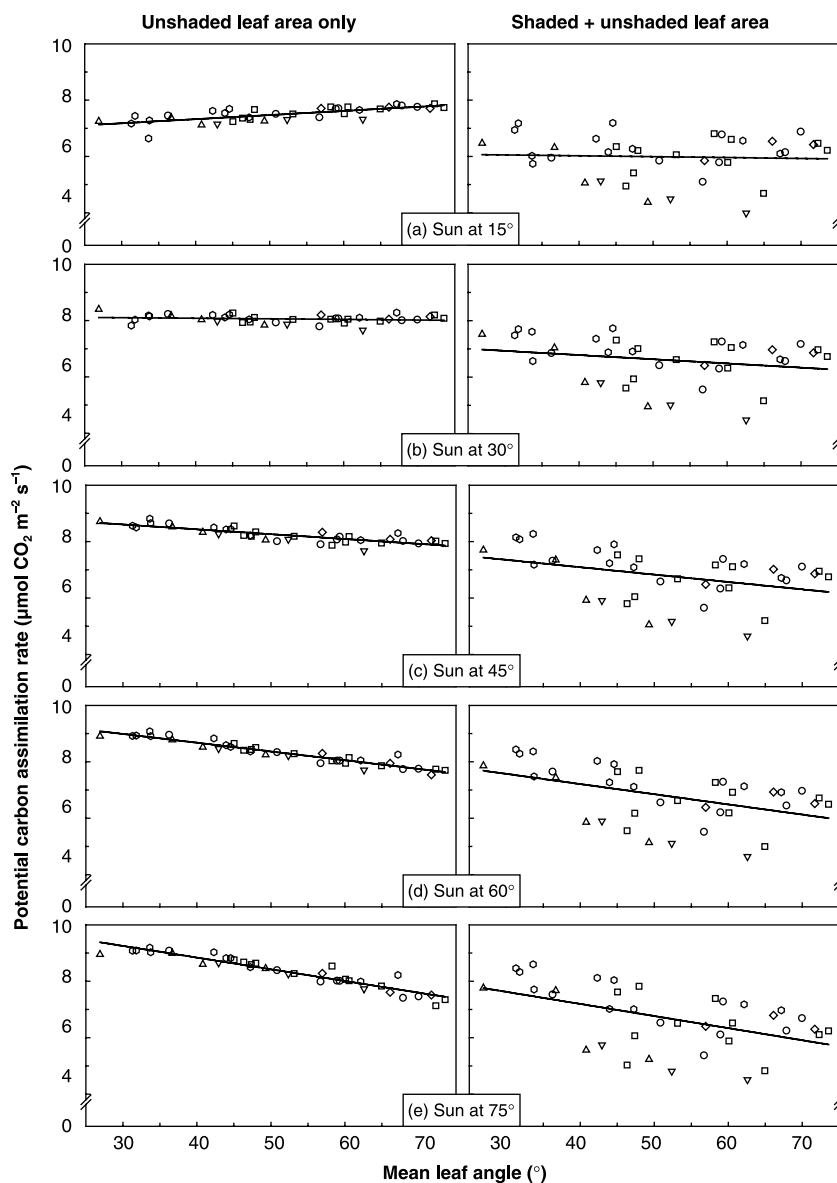 Unshaded leaf area only
Shaded + unshaded leaf area
Potential carbon assimilation rate (μmol CO2 m−2 s−1)
10
8
6
4
0
(a) Sun at 15°
10
8
6
4
0
(b) Sun at 30°
10
8
6
4
0
(c) Sun at 45°
10
8
6
4
0
(d) Sun at 60°
10
8
6
4
0
(e) Sun at 75°
30 40 50 60 70 30 40 50 60 70
Mean leaf angle (°)